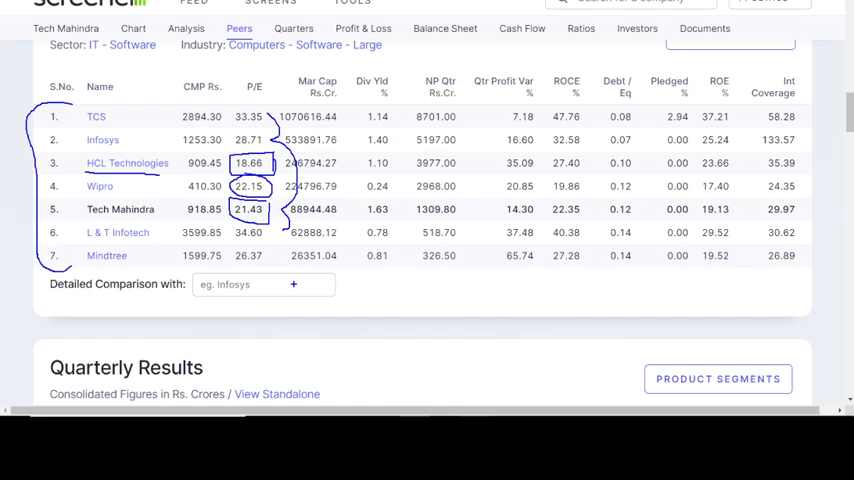 screener
FEED SCREENS TOOLS
Tech Mahindra Chart Analysis Peers Quarters Profit & Loss Balance Sheet Cash Flow Ratios Investors Documents
Sector: IT - Software Industry: Computers - Software - Large
S.No. Name CMP Rs. P/E Mar Cap Rs.Cr. Div Yld % NP Qtr Rs.Cr. Qtr Profit Var % ROCE % Debt / Eq Pledged % ROE % Int Coverage
1. TCS 2894.30 33.35 1070616.44 1.14 8701.00 7.18 47.76 0.08 2.94 37.21 58.28
2. Infosys 1253.30 28.71 533891.76 1.40 5197.00 16.60 32.58 0.07 0.00 25.24 133.57
3. HCL Technologies 909.45 18.66 246794.27 1.10 3977.00 35.09 27.40 0.10 0.00 23.66 35.39
4. Wipro 410.30 22.15 224796.79 0.24 2968.00 20.85 19.86 0.12 0.00 17.40 24.35
5. Tech Mahindra 918.85 21.43 88944.48 1.63 1309.80 14.30 22.35 0.12 0.00 19.13 29.97
6. L & T Infotech 3599.85 34.60 62888.12 0.78 518.70 37.48 40.38 0.14 0.00 29.52 30.62
7. Mindtree 1599.75 26.37 26351.04 0.81 326.50 65.74 27.28 0.14 0.00 19.52 26.89
Detailed Comparison with: eg. Infosys
Quarterly Results
PRODUCT SEGMENTS
Consolidated Figures in Rs. Crores / View Standalone